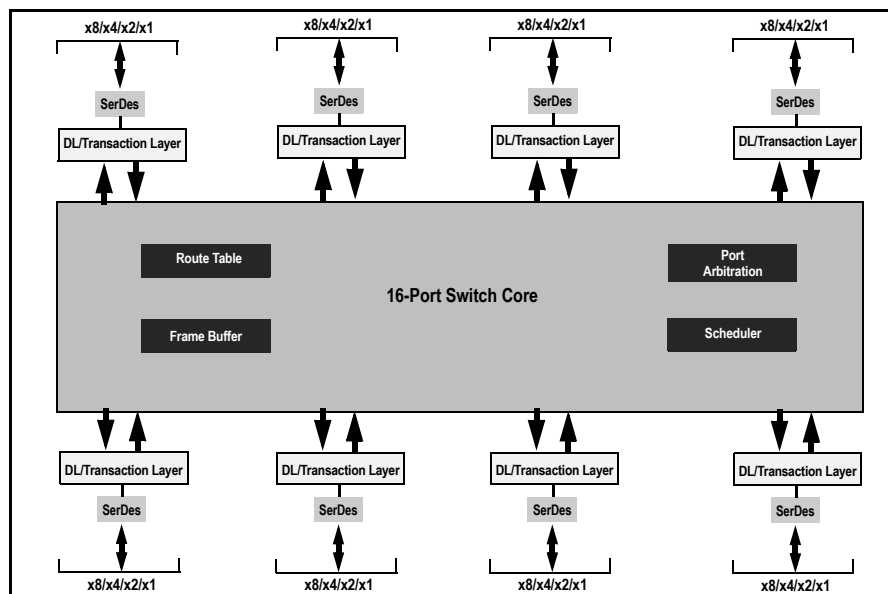 x8/x4/x2/x1
x8/x4/x2/x1
x8/x4/x2/x1
x8/x4/x2/x1
SerDes
SerDes
SerDes
SerDes
DL/Transaction Layer
DL/Transaction Layer
DL/Transaction Layer
DL/Transaction Layer
Route Table
Port
Arbitration
16-Port Switch Core
Frame Buffer
Scheduler
DL/Transaction Layer
DL/Transaction Layer
DL/Transaction Layer
DL/Transaction Layer
SerDes
SerDes
SerDes
SerDes
x8/x4/x2/x1
x8/x4/x2/x1
x8/x4/x2/x1
x8/x4/x2/x1